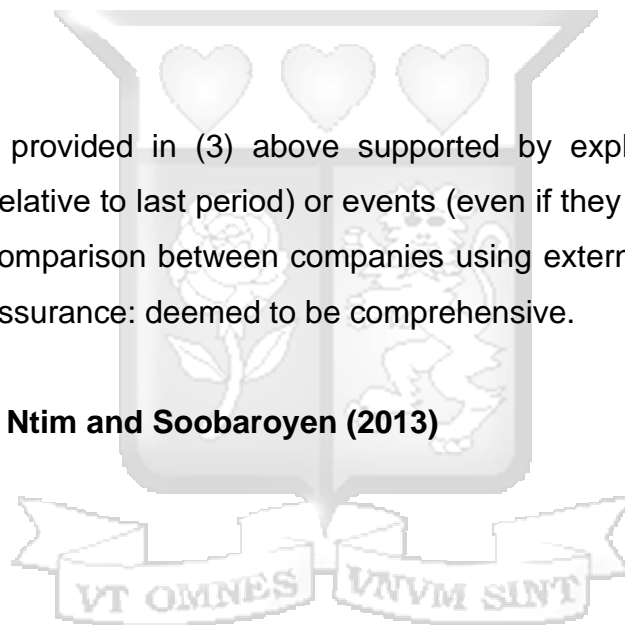 provided in (3) above supported by expl
elative to last period) or events (even if they
omparison between companies using extern
ssurance: deemed to be comprehensive.
Ntim and Soobaroyen (2013)
VT OMNES VNVM SINT